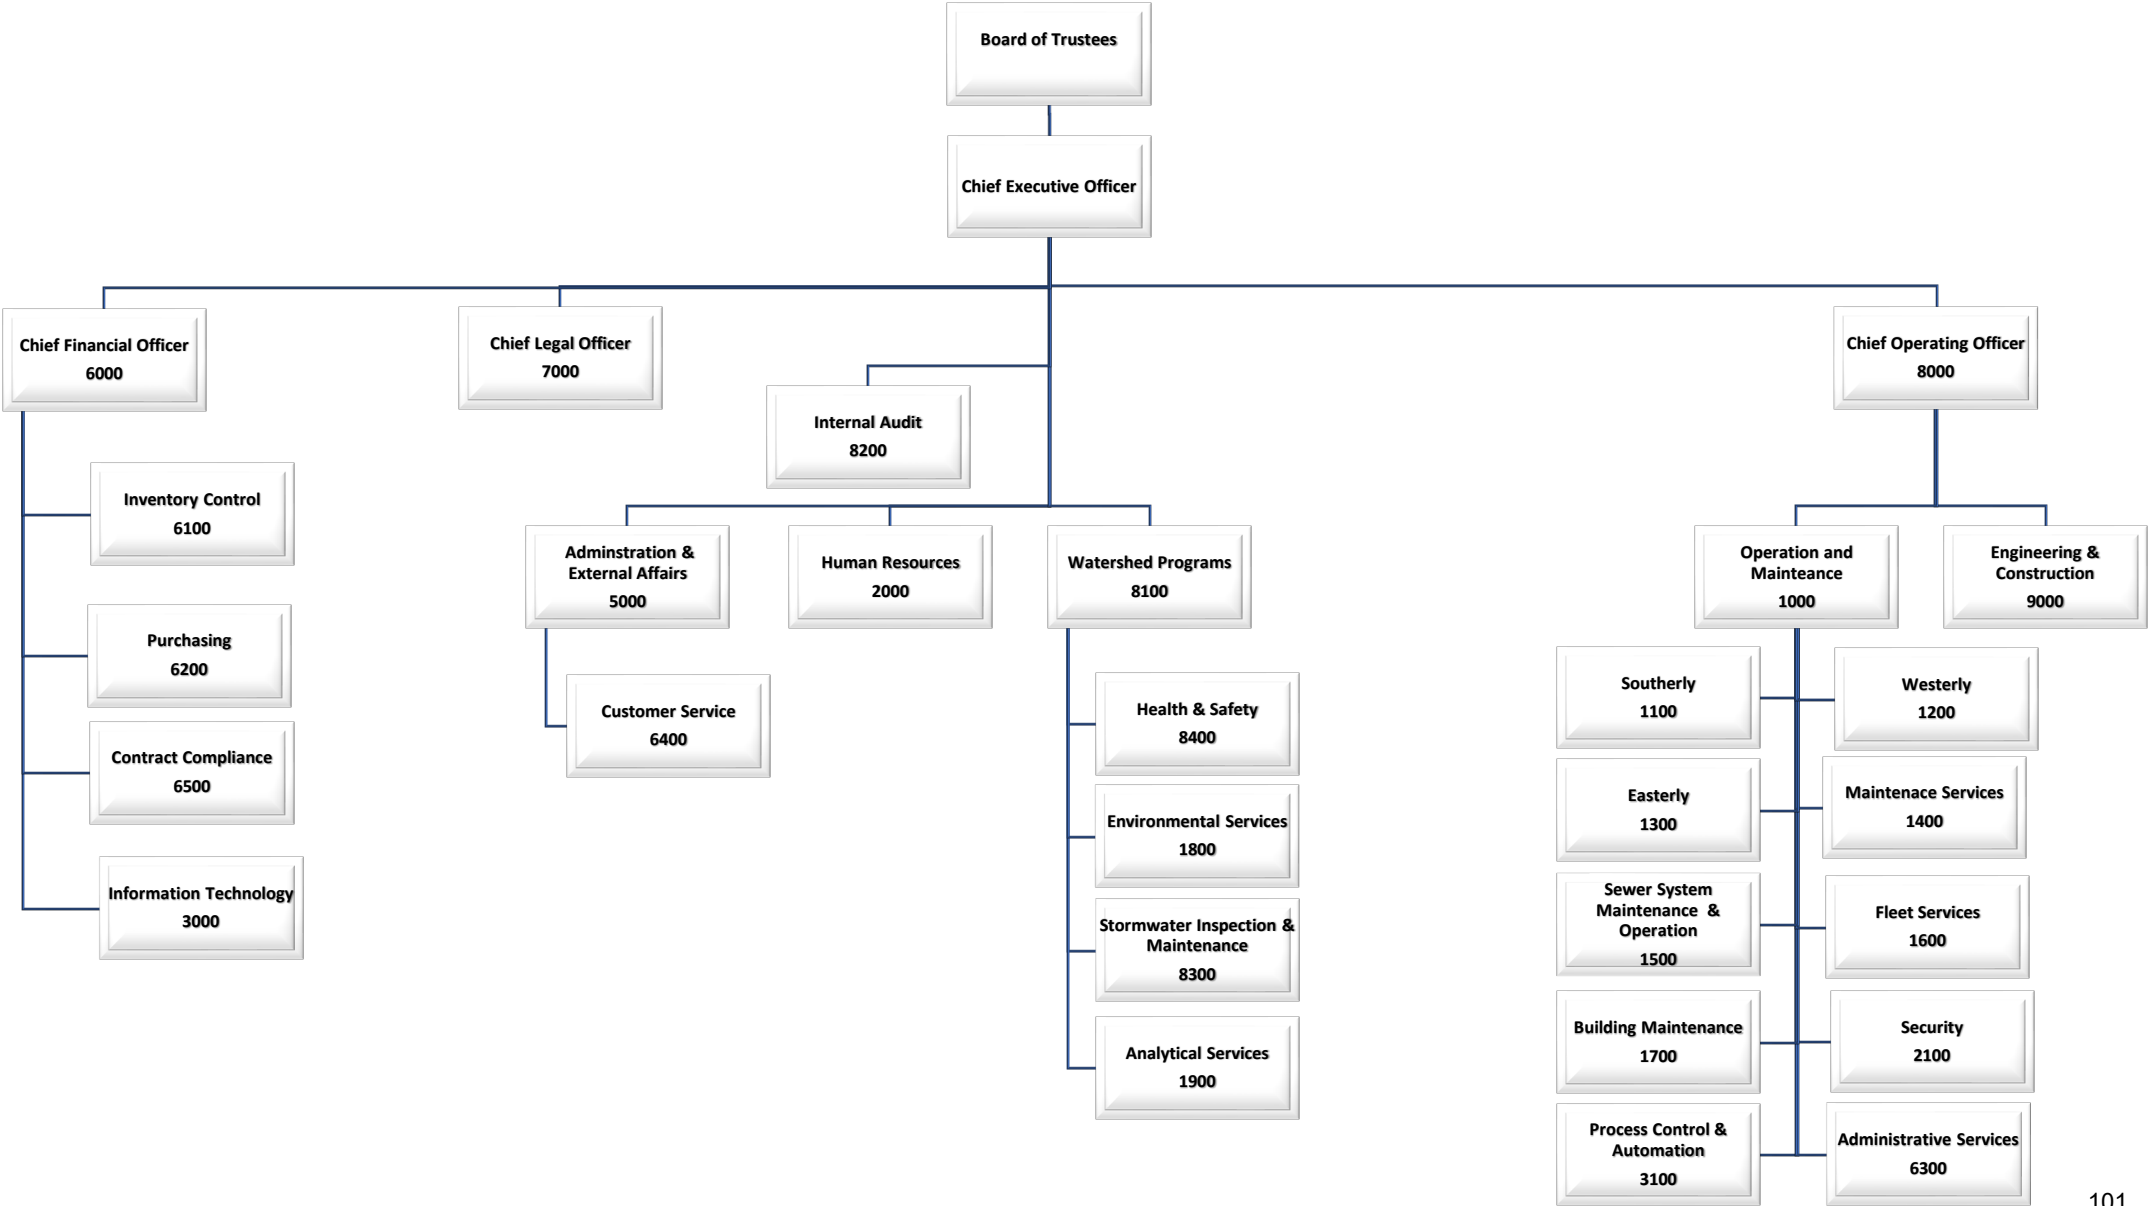 Board of Trustees
Chief Executive Officer
Chief Financial Officer
6000
Chief Legal Officer
7000
Chief Operating Officer
8000
Internal Audit
8200
Inventory Control
6100
Purchasing
6200
Contract Compliance
6500
Information Technology
3000
Adminstration &
External Affairs
5000
Customer Service
6400
Human Resources
2000
Watershed Programs
8100
Health & Safety
8400
Environmental Services
1800
Stormwater Inspection &
Maintenance
8300
Analytical Services
1900
Operation and
Mainteance
1000
Engineering &
Construction
9000
Southerly
1100
Westerly
1200
Easterly
1300
Maintenace Services
1400
Sewer System
Maintenance &
Operation
1500
Fleet Services
1600
Building Maintenance
1700
Security
2100
Process Control &
Automation
3100
Administrative Services
6300
101